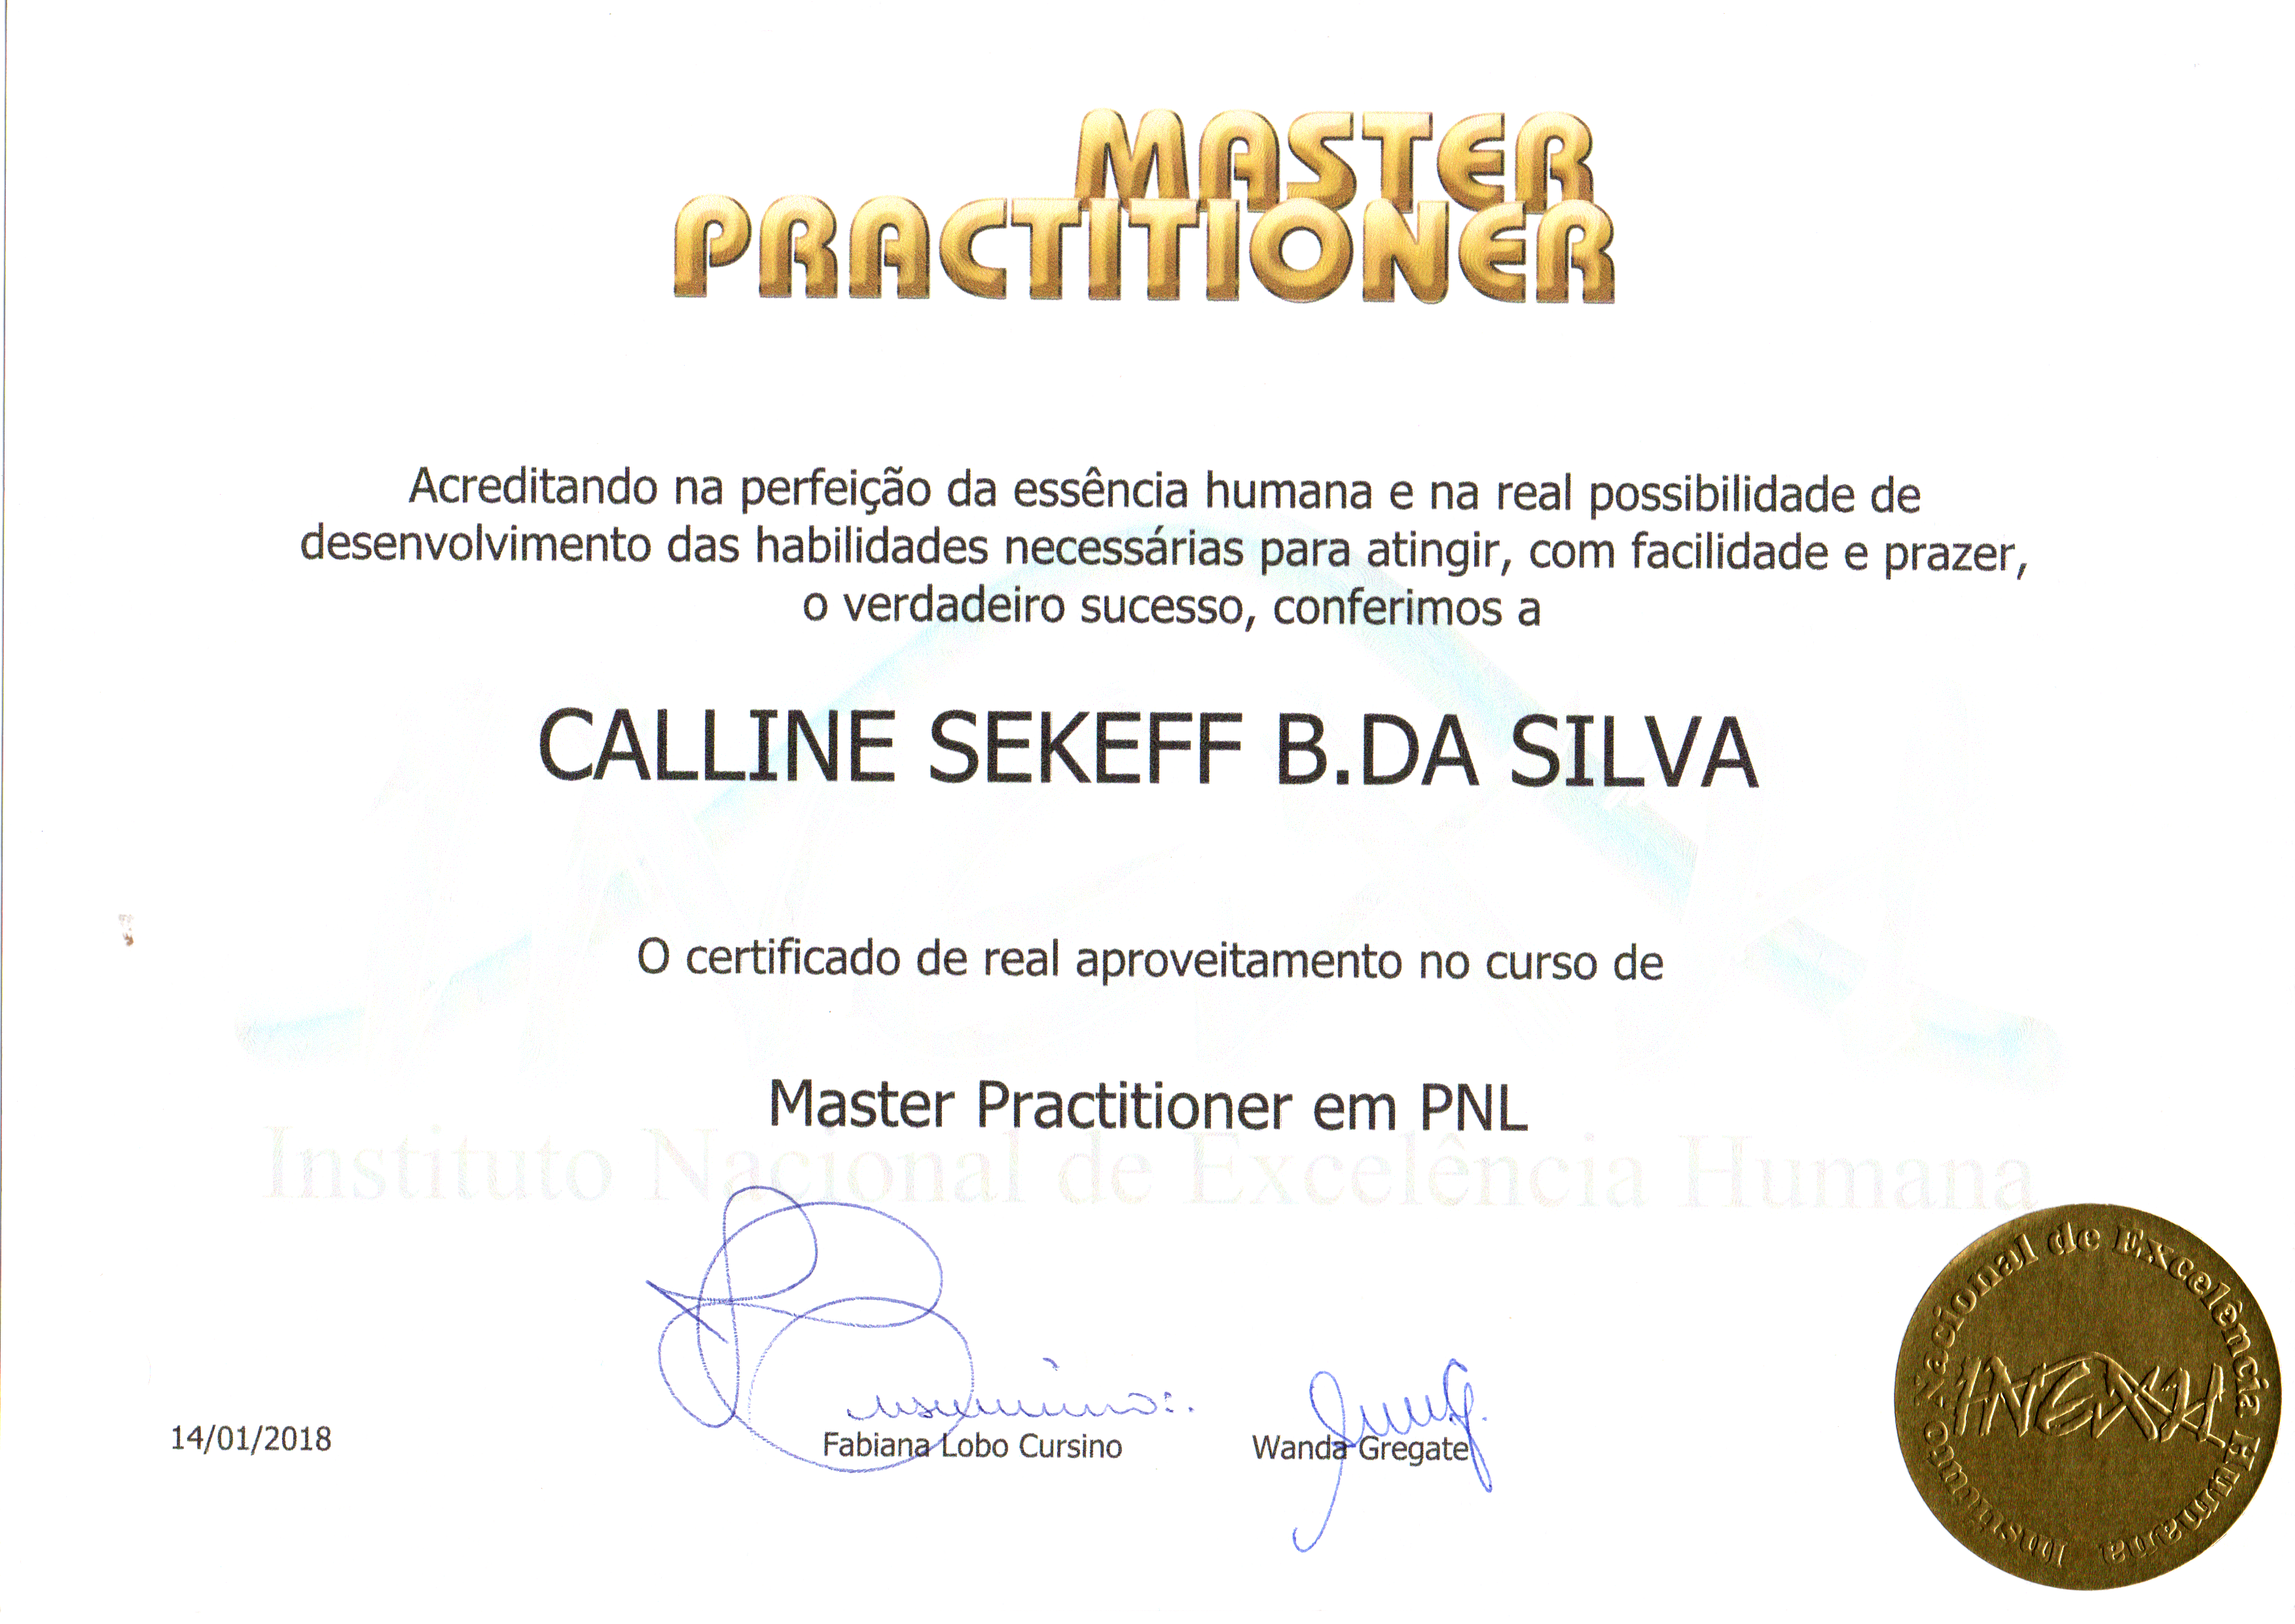 MASTER
PRACTITIONER
Acreditando na perfeição da essência humana e na real possibilidade de
desenvolvimento das habilidades necessárias para atingir, com facilidade e prazer,
o verdadeiro sucesso, conferimos a
CALLINE SEKEFF B.DA SILVA
O certificado de real aproveitamento no curso de
Master Practitioner em PNL
Instituto Nacional de Excelência Humana
14/01/2018
Fabiana Lobo Cursino
Wanda Gregate
Instituto Nacional de Excelência Humana
INEXH